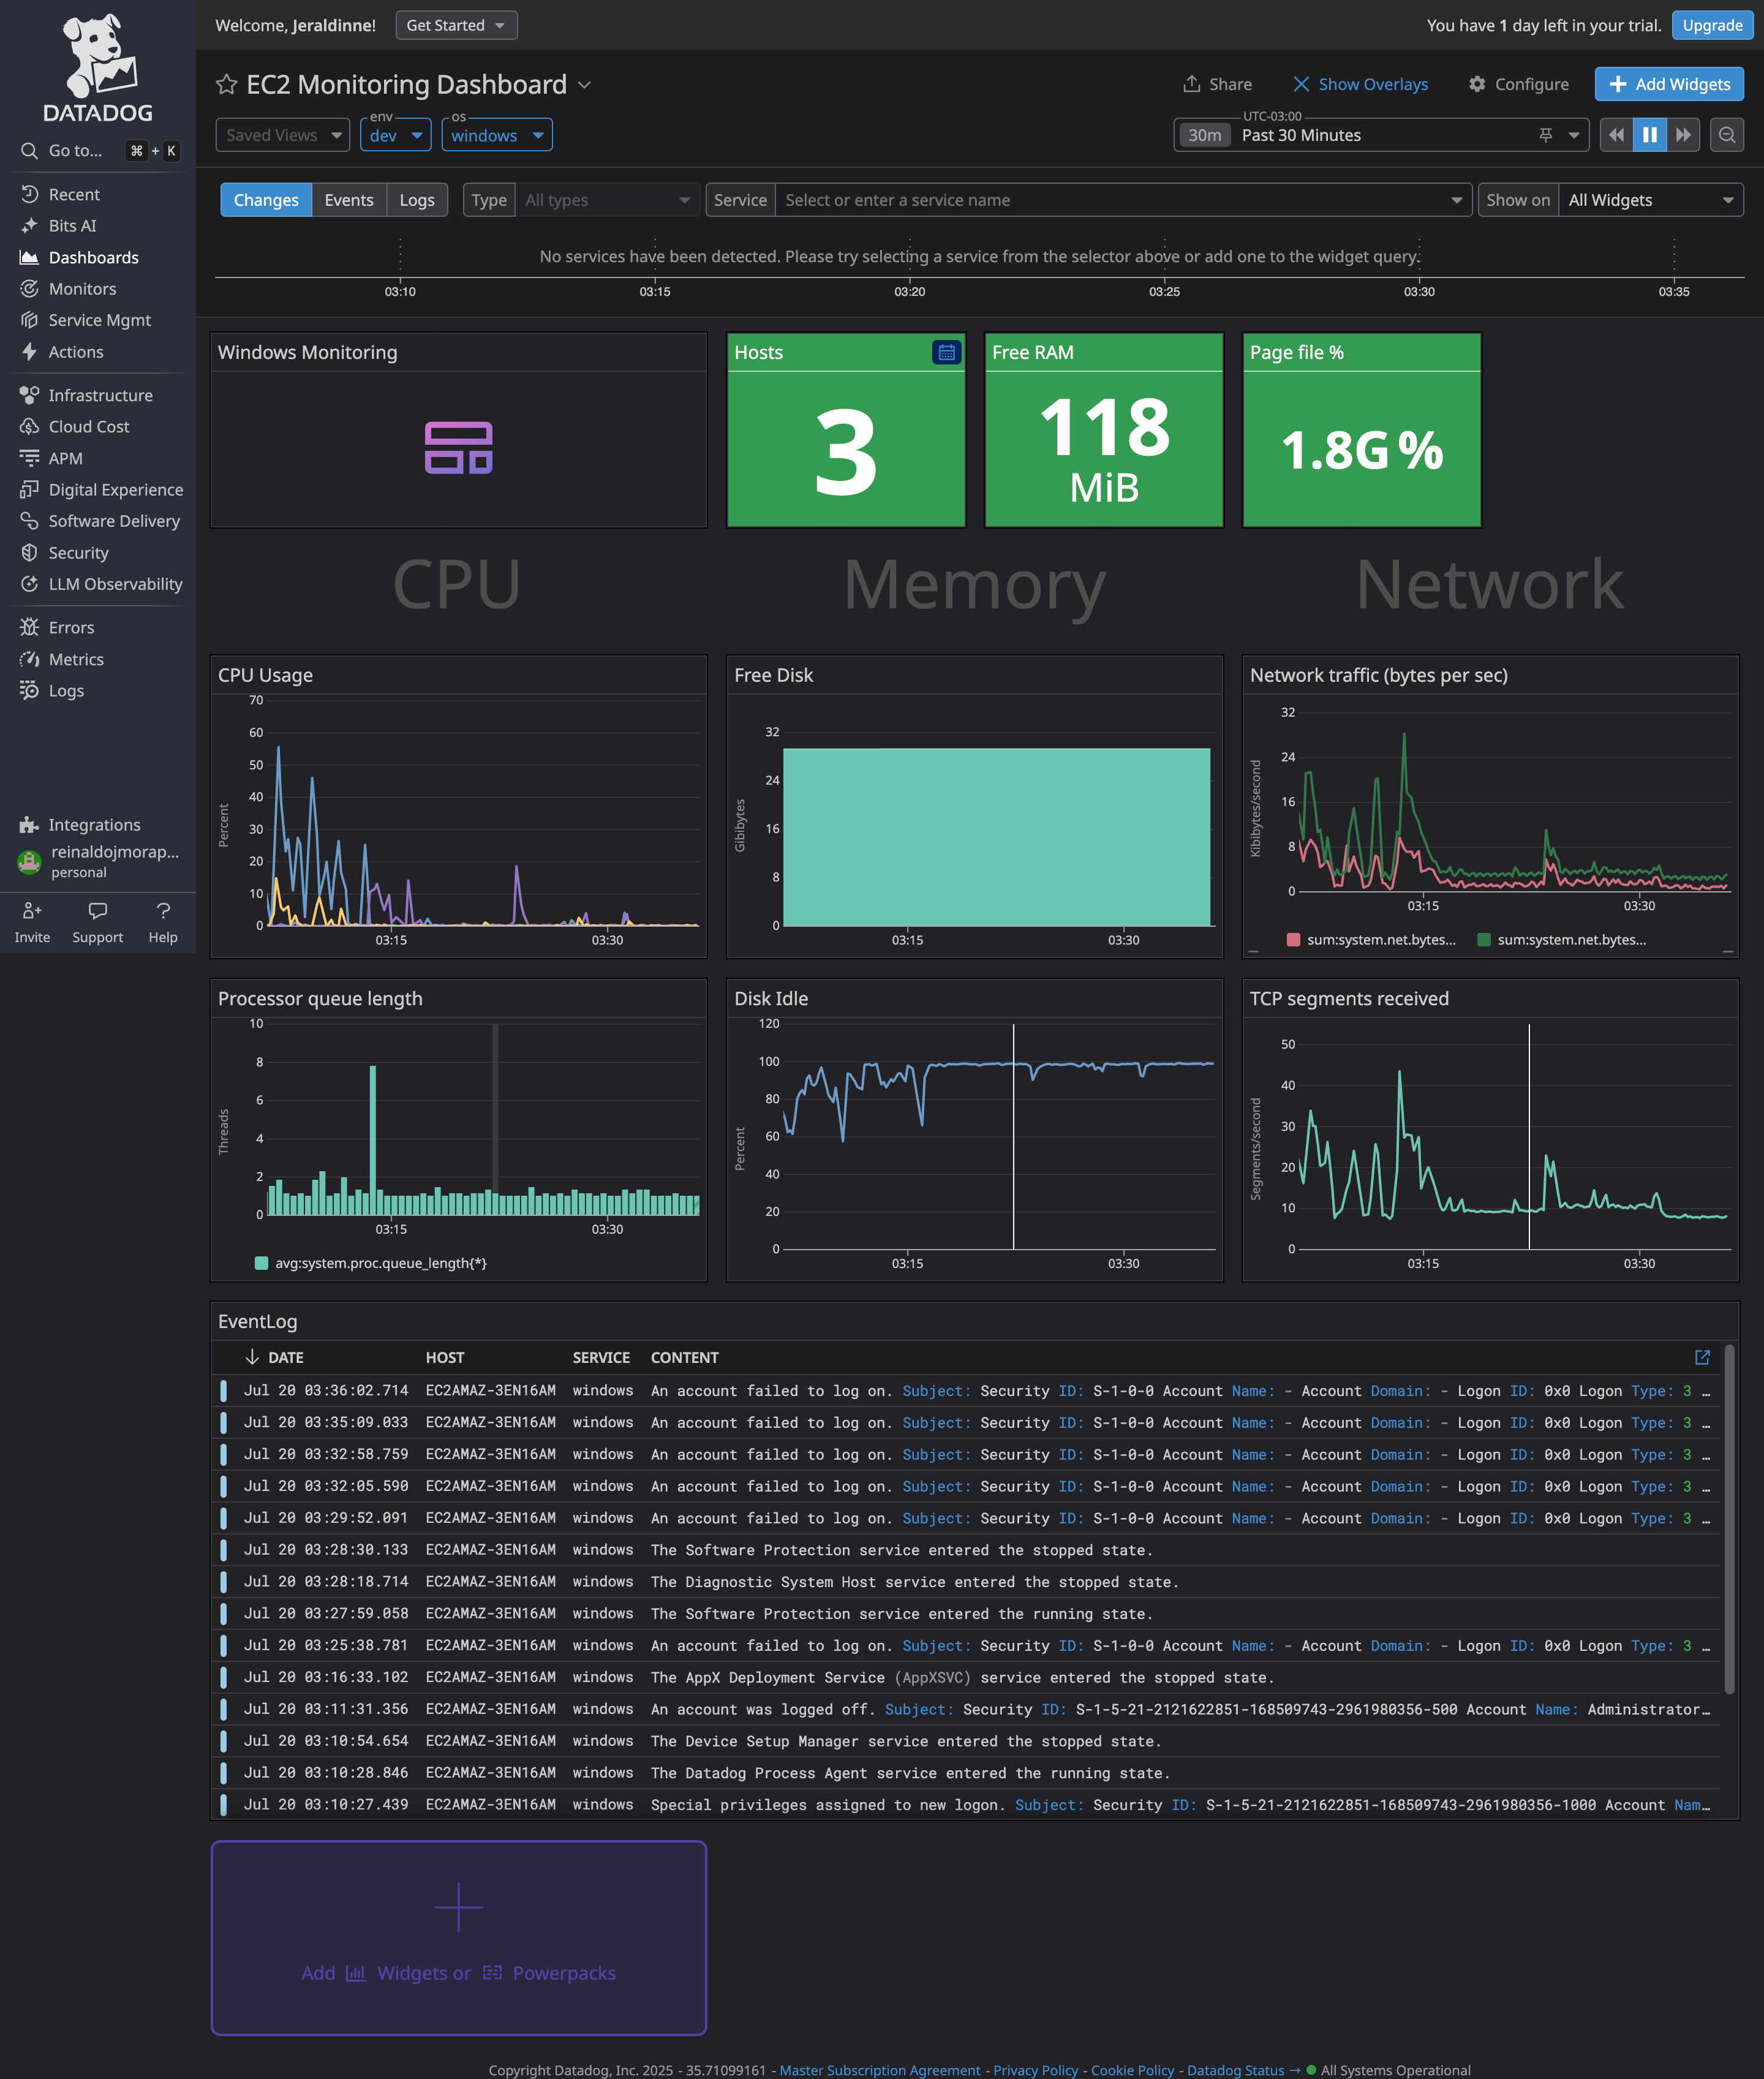 DATADOG
Go to... ⌘ + K
Recent
Bits AI
Dashboards
Monitors
Service Mgmt
Actions
Infrastructure
Cloud Cost
APM
Digital Experience
Software Delivery
Security
LLM Observability
Errors
Metrics
Logs
Integrations
reinaldojmorap...
personal
Invite Support Help
Welcome, Jeraldinne! Get Started
You have 1 day left in your trial. Upgrade
EC2 Monitoring Dashboard
Share Show Overlays Configure Add Widgets
Saved Views env dev os windows
UTC-03:00
30m Past 30 Minutes
Changes Events Logs Type All types Service Select or enter a service name Show on All Widgets
No services have been detected. Please try selecting a service from the selector above or add one to the widget query.
03:10 03:15 03:20 03:25 03:30 03:35
Windows Monitoring
Hosts
3
Free RAM
118
MiB
Page file %
1.8G %
CPU Memory Network
CPU Usage
Percent
70
60
50
40
30
20
10
0
03:15 03:30
Free Disk
Gibibytes
32
24
16
8
0
03:15 03:30
Network traffic (bytes per sec)
Kibibytes/second
32
24
16
8
0
03:15 03:30
sum:system.net.bytes... sum:system.net.bytes...
Processor queue length
Threads
10
8
6
4
2
0
03:15 03:30
avg:system.proc.queue_length{*}
Disk Idle
Percent
120
100
80
60
40
20
0
03:15 03:30
TCP segments received
Segments/second
50
40
30
20
10
0
03:15 03:30
EventLog
DATE HOST SERVICE CONTENT
Jul 20 03:36:02.714 EC2AMAZ-3EN16AM windows An account failed to log on. Subject: Security ID: S-1-0-0 Account Name: - Account Domain: - Logon ID: 0x0 Logon Type: 3 …
Jul 20 03:35:09.033 EC2AMAZ-3EN16AM windows An account failed to log on. Subject: Security ID: S-1-0-0 Account Name: - Account Domain: - Logon ID: 0x0 Logon Type: 3 …
Jul 20 03:32:58.759 EC2AMAZ-3EN16AM windows An account failed to log on. Subject: Security ID: S-1-0-0 Account Name: - Account Domain: - Logon ID: 0x0 Logon Type: 3 …
Jul 20 03:32:05.590 EC2AMAZ-3EN16AM windows An account failed to log on. Subject: Security ID: S-1-0-0 Account Name: - Account Domain: - Logon ID: 0x0 Logon Type: 3 …
Jul 20 03:29:52.091 EC2AMAZ-3EN16AM windows An account failed to log on. Subject: Security ID: S-1-0-0 Account Name: - Account Domain: - Logon ID: 0x0 Logon Type: 3 …
Jul 20 03:28:30.133 EC2AMAZ-3EN16AM windows The Software Protection service entered the stopped state.
Jul 20 03:28:18.714 EC2AMAZ-3EN16AM windows The Diagnostic System Host service entered the stopped state.
Jul 20 03:27:59.058 EC2AMAZ-3EN16AM windows The Software Protection service entered the running state.
Jul 20 03:25:38.781 EC2AMAZ-3EN16AM windows An account failed to log on. Subject: Security ID: S-1-0-0 Account Name: - Account Domain: - Logon ID: 0x0 Logon Type: 3 …
Jul 20 03:16:33.102 EC2AMAZ-3EN16AM windows The AppX Deployment Service (AppXSVC) service entered the stopped state.
Jul 20 03:11:31.356 EC2AMAZ-3EN16AM windows An account was logged off. Subject: Security ID: S-1-5-21-2121622851-168509743-2961980356-500 Account Name: Administrator…
Jul 20 03:10:54.654 EC2AMAZ-3EN16AM windows The Device Setup Manager service entered the stopped state.
Jul 20 03:10:28.846 EC2AMAZ-3EN16AM windows The Datadog Process Agent service entered the running state.
Jul 20 03:10:27.439 EC2AMAZ-3EN16AM windows Special privileges assigned to new logon. Subject: Security ID: S-1-5-21-2121622851-168509743-2961980356-1000 Account Nam…
Add Widgets or Powerpacks
Copyright Datadog, Inc. 2025 - 35.71099161 - Master Subscription Agreement - Privacy Policy - Cookie Policy - Datadog Status → All Systems Operational